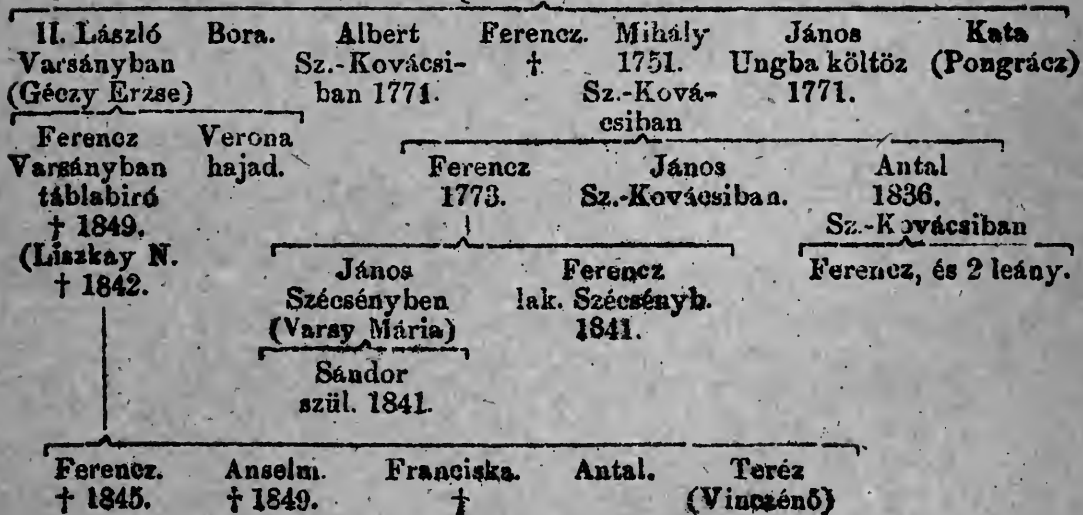 II. László Bora. Albert Ferencz. Mihály János Kata
Varsányban Sz.-Kovácsi- † 1751. Ungba költöz (Pongrácz)
(Géczy Erzse) ban 1771. Sz.-Ková- 1771.
csiban
Ferencz Verona
Varsányban hajad. Ferencz János Antal
táblabiró 1773. Sz.-Kovácsiban. 1836.
† 1849. Sz.-Kovácsiban
(Liszkay N. János Ferencz Ferencz, és 2 leány.
† 1842. Szécsényben lak. Szécsényb.
(Varsy Mária) 1841.
Sándor
szül. 1841.
Ferencz. Anselm. Franciska. Antal. Teréz
† 1845. † 1849. † (Vinczénő)